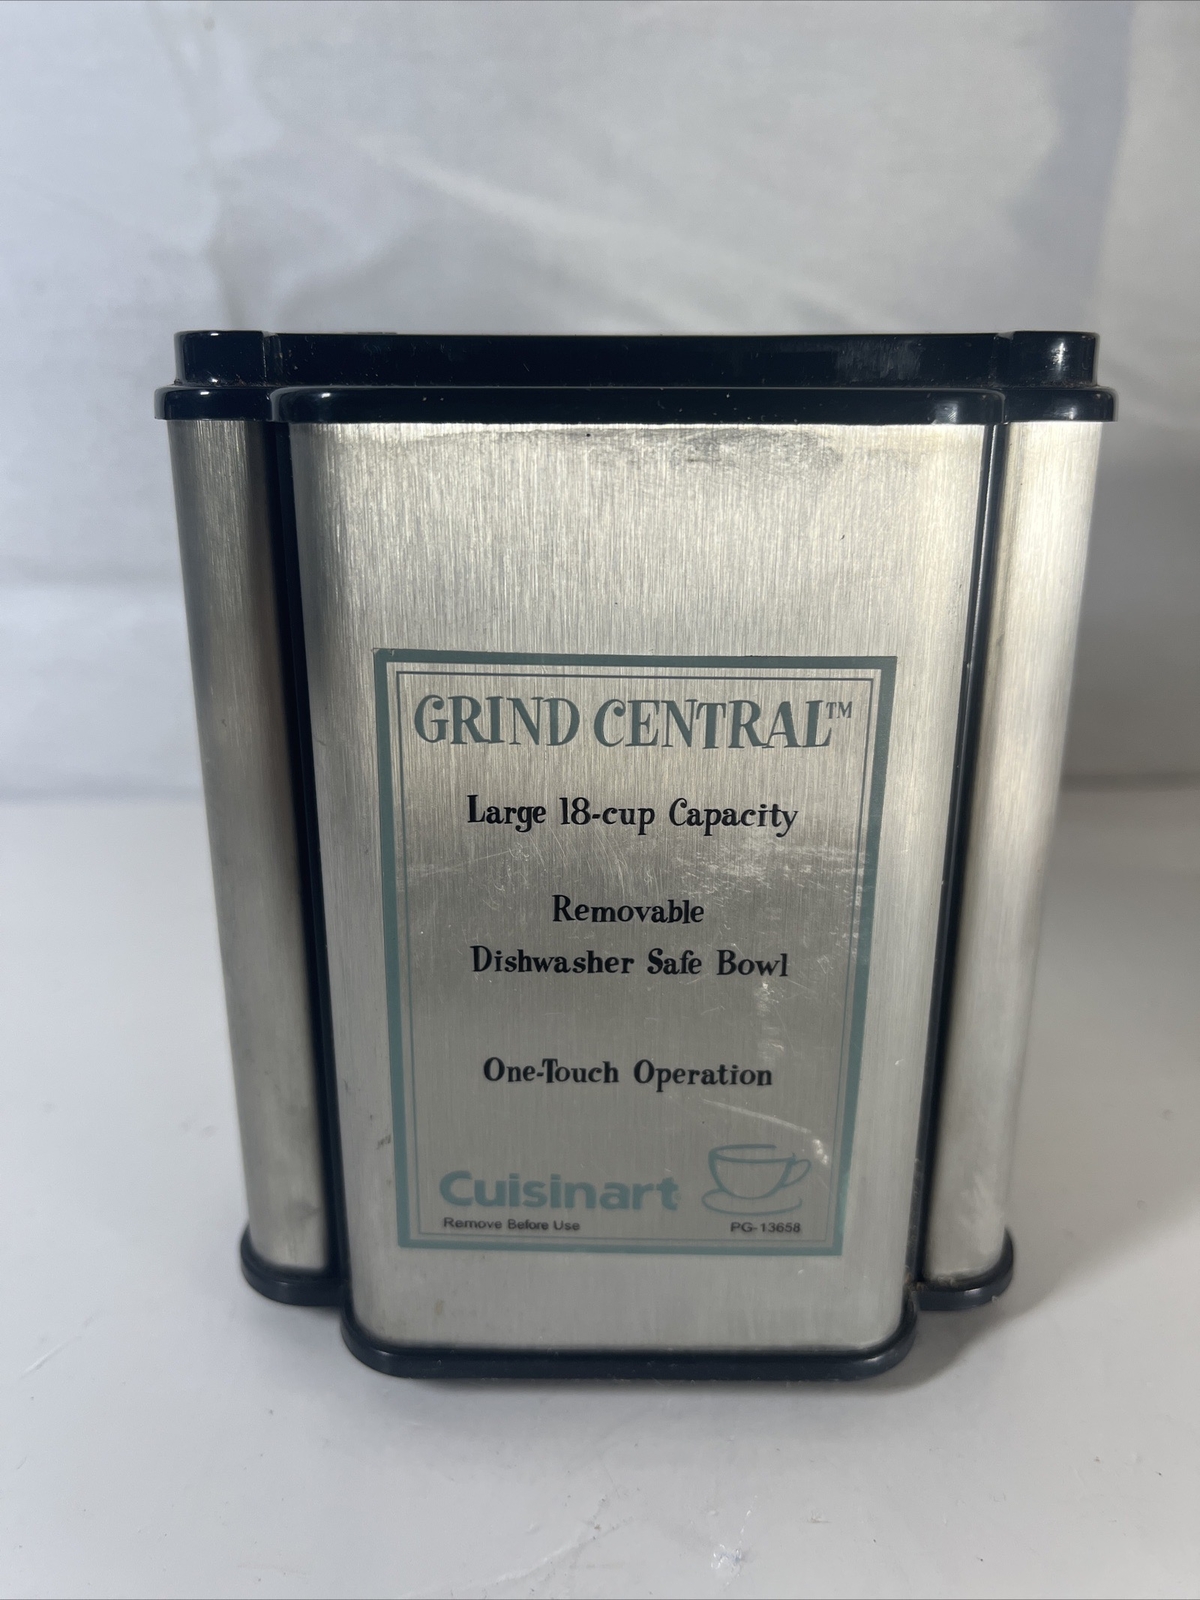 GRIND CENTRAL™
Large 18-cup Capacity
Removable
Dishwasher Safe Bowl
One-Touch Operation
Cuisinart
Remove Before Use PG-13658